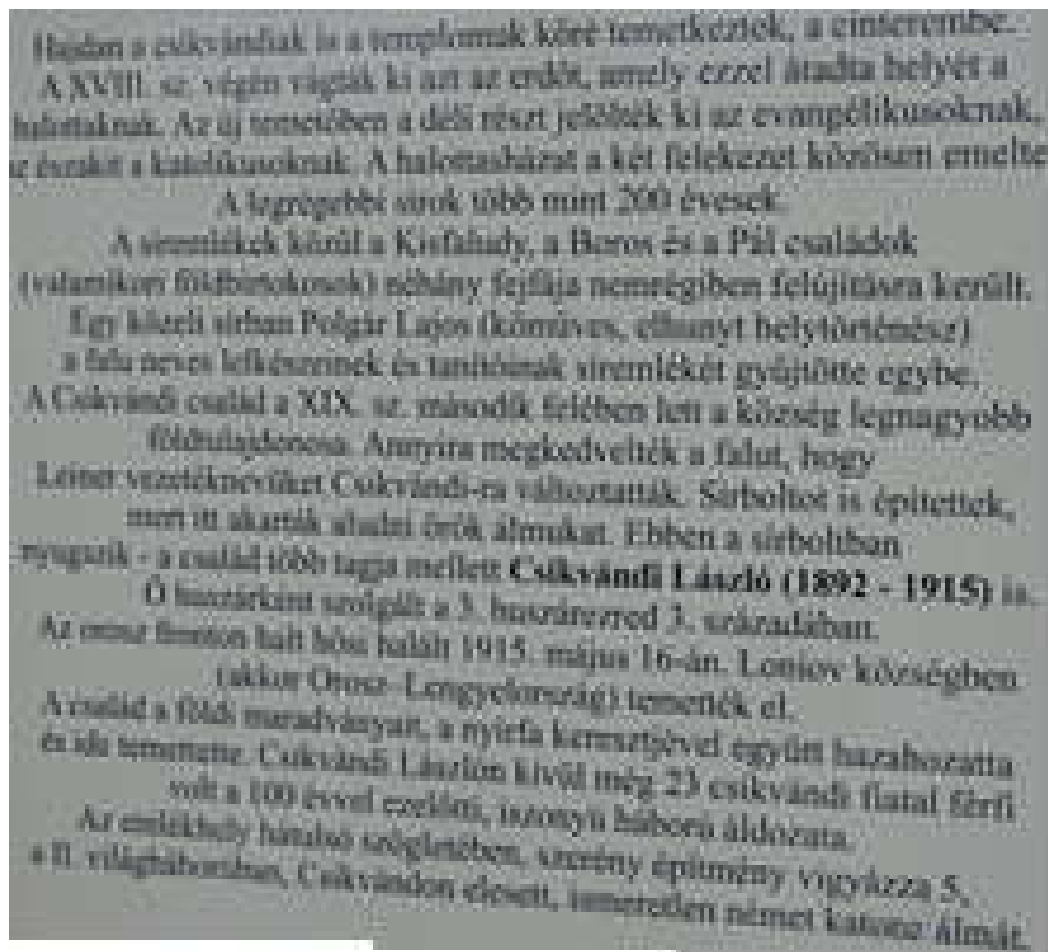 Hajdan a csikvándiak is a templomuk köré temetkeztek, a cinterembe.
A XVIII. sz. végén vágták ki azt az erdőt, amely ezzel átadta helyét a
halottaknak. Az új temetőben a déli részt jelölték ki az evangélikusoknak,
az északit a katolikusoknak. A halottasházat a két felekezet közösen emelte
A legrégebbi sírok több mint 200 évesek.
A síremlékek közül a Kisfaludy, a Boros és a Pál családok
(valamikori földbirtokosok) néhány fejfája nemrégiben felújításra került.
Egy közeli sírban Polgár Lajos (kőműves, elhunyt helytörténész)
a falu neves lelkészeinek és tanítóinak síremlékét gyűjtötte egybe.
A Csikvándi család a XIX. sz. második felében lett a község legnagyobb
földtulajdonosa. Annyira megkedvelték a falut, hogy
Leiner vezetéknevüket Csikvándi-ra változtatták. Sírboltot is építettek,
mert itt akarták aludni örök álmukat. Ebben a sírboltban
nyugszik - a család több tagja mellett Csikvándi László (1892 - 1915) is.
Ő huszárként szolgált a 3. huszárezred 3. századában.
Az orosz fronton halt hősi halált 1915. május 16-án. Loniov községben
(akkor Orosz-Lengyelország) temették el.
A család a földi maradványait, a nyírfa keresztjével együtt hazahozatta
és ide temettette. Csikvándi Lászlón kívül még 23 csikvándi fiatal férfi
volt a 100 évvel ezelőtti, iszonyú háború áldozata.
Az emlékhely hátulsó szögletében, szerény építmény vigyázza 5,
a II. világháborúban, Csikvándon elesett, ismeretlen német katona álmát.